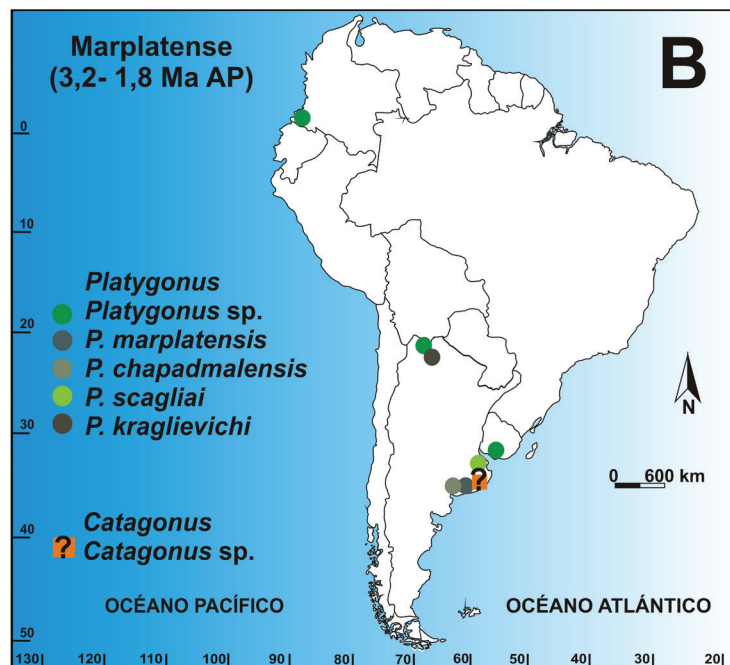 Marplatense
(3,2- 1,8 Ma AP)
B
Platygonus
Platygonus sp.
P. marplatensis
P. chapadmalensis
P. scagliai
P. kraglievichi
?
N
0 600 km
Catagonus
? Catagonus sp.
OCÉANO PACÍFICO
OCÉANO ATLÁNTICO
0
10
20
30
40
50
130 120 100 90 80 70 60 50 40 30 20